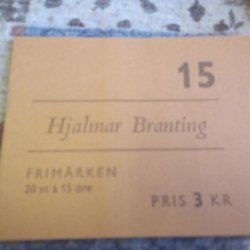 15
Hjalmar Branting
FRIMÄRKEN
20 st à 15 öre
PRIS 3 KR